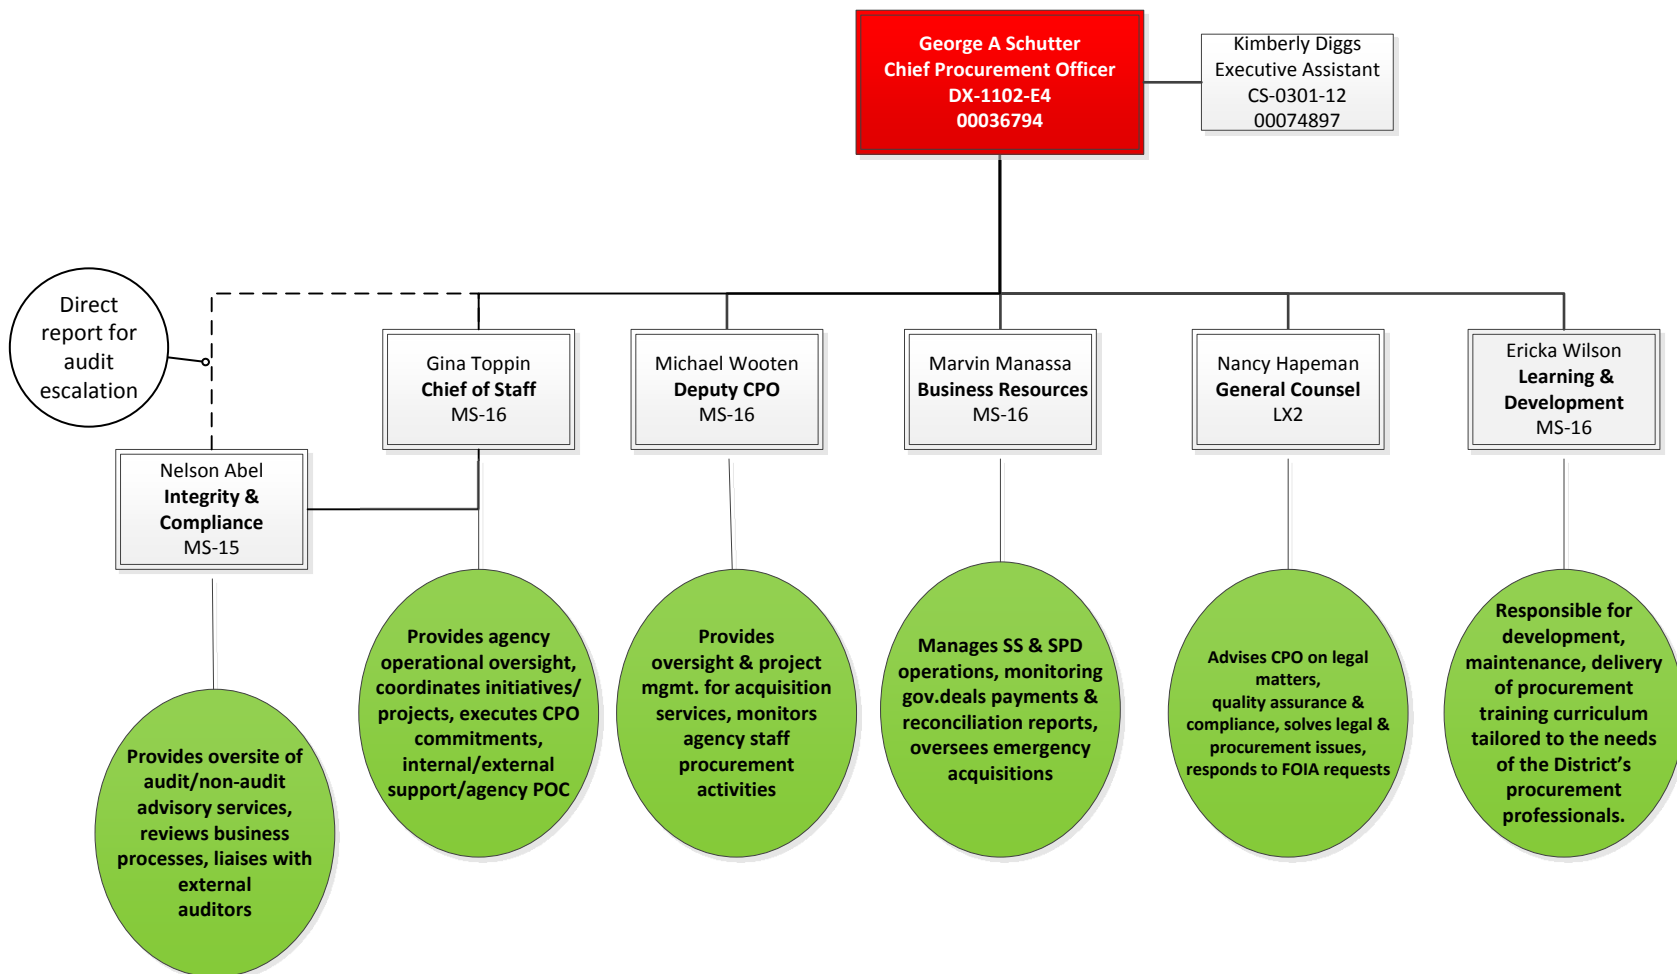 George A Schutter
Chief Procurement Officer
DX-1102-E4
00036794
Kimberly Diggs
Executive Assistant
CS-0301-12
00074897
Direct
report for
audit
escalation
Gina Toppin
Chief of Staff
MS-16
Michael Wooten
Deputy CPO
MS-16
Marvin Manassa
Business Resources
MS-16
Nancy Hapeman
General Counsel
LX2
Ericka Wilson
Learning &
Development
MS-16
Nelson Abel
Integrity &
Compliance
MS-15
Provides oversite of
audit/non-audit
advisory services,
reviews business
processes, liaises with
external
auditors
Provides agency
operational oversight,
coordinates initiatives/
projects, executes CPO
commitments,
internal/external
support/agency POC
Provides
oversight & project
mgmt. for acquisition
services, monitors
agency staff
procurement
activities
Manages SS & SPD
operations, monitoring
gov.deals payments &
reconciliation reports,
oversees emergency
acquisitions
Advises CPO on legal
matters,
quality assurance &
compliance, solves legal &
procurement issues,
responds to FOIA requests
Responsible for
development,
maintenance, delivery
of procurement
training curriculum
tailored to the needs
of the District’s
procurement
professionals.